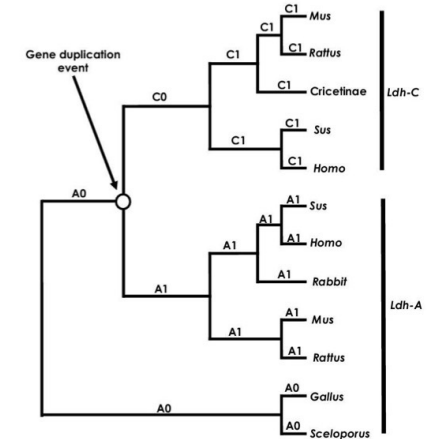 C1 Mus
C1
C1
C1 Rattus
Gene duplication
event
C1 Cricetinae
Ldh-C
C0
C1 Sus
C1
C1 Homo
A0
A1 Sus
A1
A1 Homo
A1
A1 Rabbit
A1
Ldh-A
A1 Mus
A1
A1 Rattus
A0 Gallus
A0
A0 Sceloporus